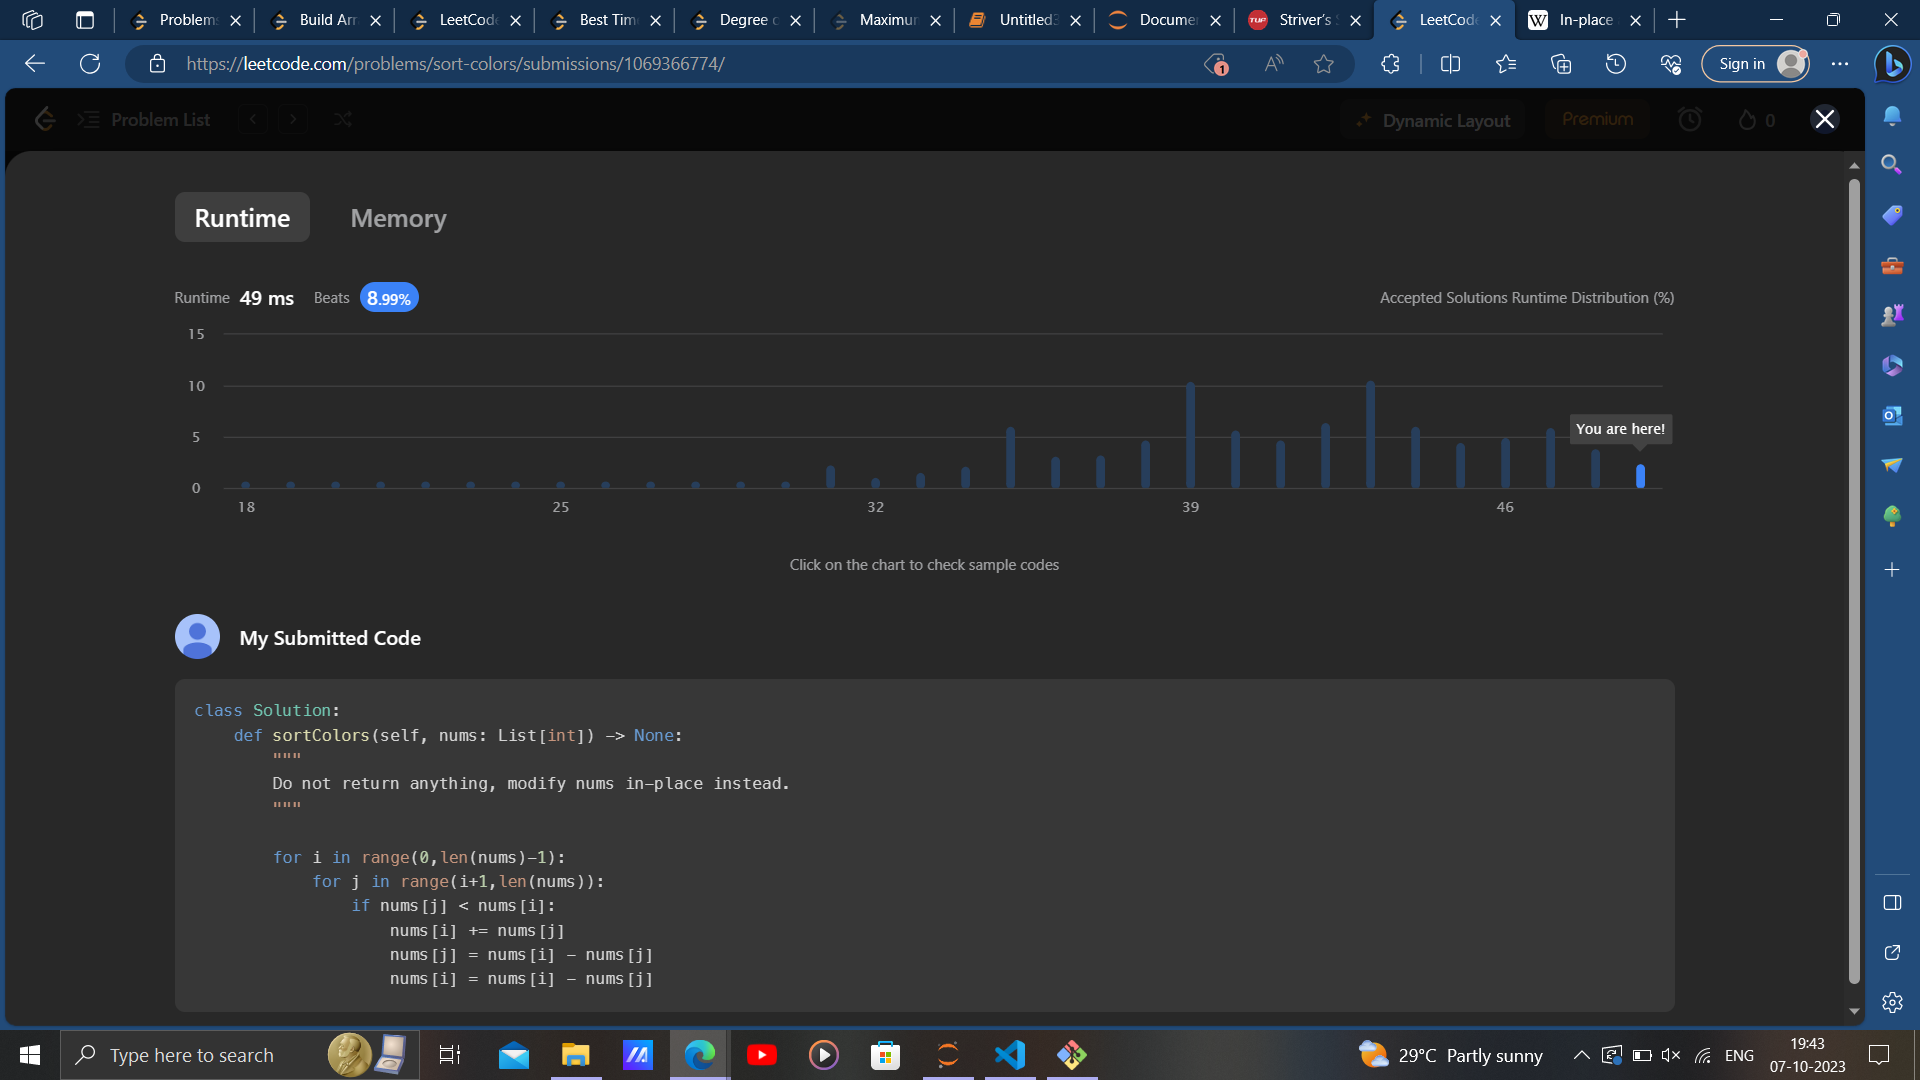 Problems
Build Arr
LeetCode
Best Time
Degree o
Maximum
Untitled3
Documen
Striver's S
LeetCode
In-place
https://leetcode.com/problems/sort-colors/submissions/1069366774/
1
Sign in
Problem List
Dynamic Layout
Premium
0
Runtime
Memory
Runtime 49 ms Beats 8.99%
Accepted Solutions Runtime Distribution (%)
15
10
5
0
You are here!
18 25 32 39 46
Click on the chart to check sample codes
My Submitted Code
class Solution:
    def sortColors(self, nums: List[int]) -> None:
        """
        Do not return anything, modify nums in-place instead.
        """
        for i in range(0,len(nums)-1):
            for j in range(i+1,len(nums)):
                if nums[j] < nums[i]:
                    nums[i] += nums[j]
                    nums[j] = nums[i] - nums[j]
                    nums[i] = nums[i] - nums[j]
Type here to search
29°C Partly sunny
ENG
19:43
07-10-2023